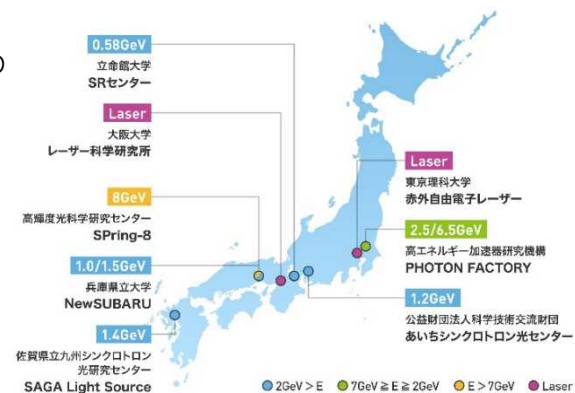 0.58GeV
立命館大学
SRセンター
Laser
大阪大学
レーザー科学研究所
8GeV
高輝度光科学研究センター
SPring-8
1.0/1.5GeV
兵庫県立大学
NewSUBARU
1.4GeV
佐賀県立九州シンクロトロン
光研究センター
SAGA Light Source
Laser
東京理科大学
赤外自由電子レーザー
2.5/6.5GeV
高エネルギー加速器研究機構
PHOTON FACTORY
1.2GeV
公益財団法人科学技術交流財団
あいちシンクロトロン光センター
2GeV＞E
7GeV≧E≧2GeV
E＞7GeV
Laser